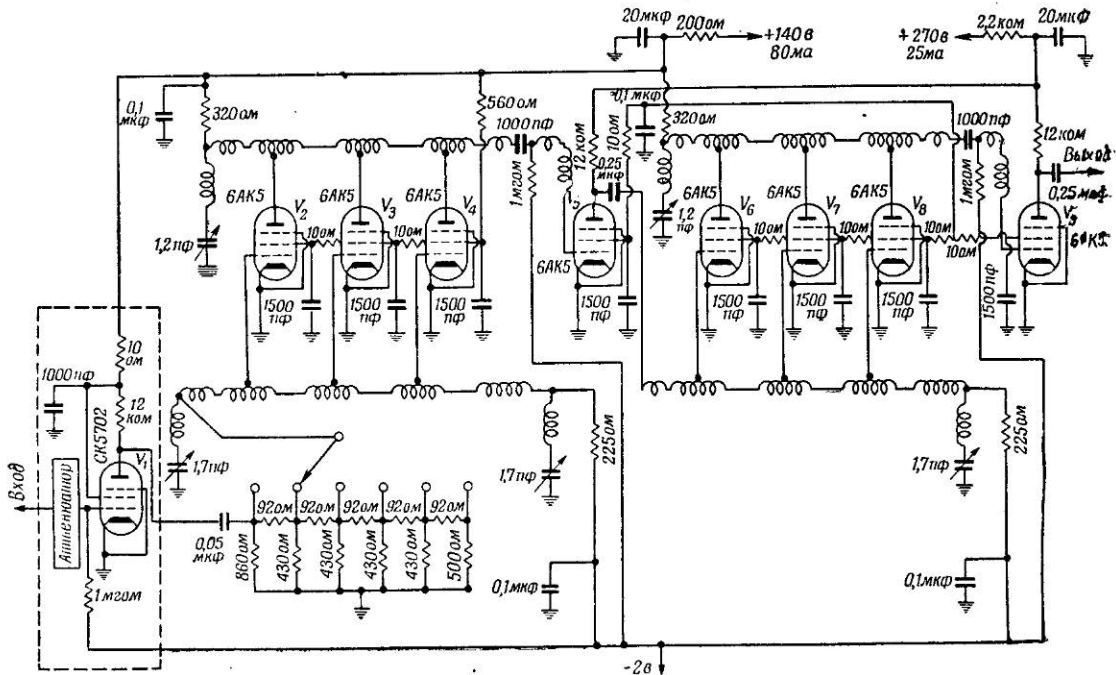 20мкф
200ом
+140в
80ма
+270в
25ма
2,2ком
20мкф
0,1
мкф
320ом
560ом
1000пф
0,1мкф
12ком
10ом
320ом
1000пф
12ком
Выход
0,25мкф
1мгом
0,25
мкф
1мгом
6АК5
V₂
6АК5
V₃
6АК5
V₄
V₅
6АК5
6АК5
V₆
6АК5
V₇
6АК5
V₈
6АК5
1,2пф
10ом
10ом
1,2
пф
10ом
10ом
10ом
10ом
1500
пф
1500
пф
1500
пф
1500
пф
1500
пф
1500
пф
1500
пф
1500пф
10
ом
1000пф
12
ком
СК5702
V₁
Вход
Аттенюатор
1мгом
1,7пф
1,7пф
225ом
1,7пф
225ом
92ом
92ом
92ом
92ом
92ом
0,05
мкф
860ом
430ом
430ом
430ом
430ом
500ом
0,1мкф
0,1мкф
-2в